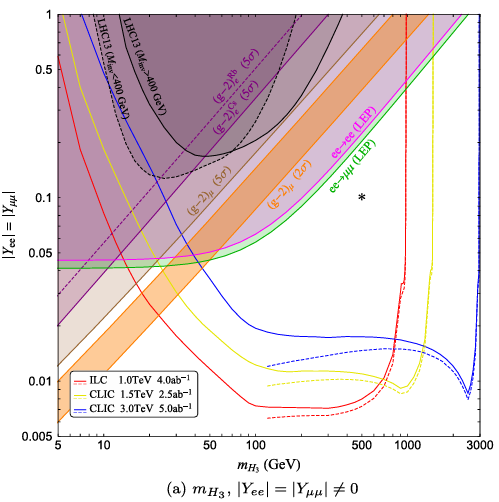 |Y_ee| = |Y_μμ|
1
0.5
0.1
0.05
0.01
0.005
LHC13 (M_inv<400 GeV)
LHC13 (M_inv>400 GeV)
(g-2)_e^Rb (5σ)
(g-2)_e^Cs (5σ)
(g-2)_μ (5σ)
(g-2)_μ (2σ)
ee→ee (LEP)
ee→μμ (LEP)
*
ILC 1.0TeV 4.0ab⁻¹
CLIC 1.5TeV 2.5ab⁻¹
CLIC 3.0TeV 5.0ab⁻¹
5 10 50 100 500 1000 3000
m_H₃ (GeV)
(a) m_H₃, |Y_ee| = |Y_μμ| ≠ 0